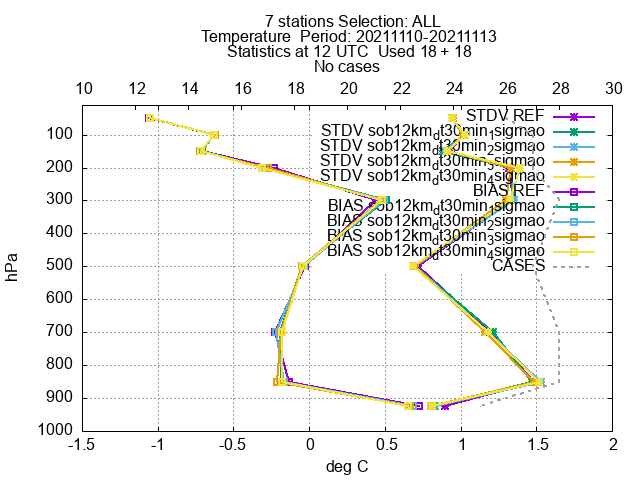 7 stations Selection: ALL
Temperature  Period: 20211110-20211113
Statistics at 12 UTC  Used 18 + 18
No cases
10 12 14 16 18 20 22 24 26 28 30
STDV REF
STDV sob12km_dt30min_1sigmao
STDV sob12km_dt30min_2sigmao
STDV sob12km_dt30min_3sigmao
STDV sob12km_dt30min_4sigmao
BIAS REF
BIAS sob12km_dt30min_1sigmao
BIAS sob12km_dt30min_2sigmao
BIAS sob12km_dt30min_3sigmao
BIAS sob12km_dt30min_4sigmao
CASES
100
200
300
400
500
600
700
800
900
1000
hPa
-1.5 -1 -0.5 0 0.5 1 1.5 2
deg C